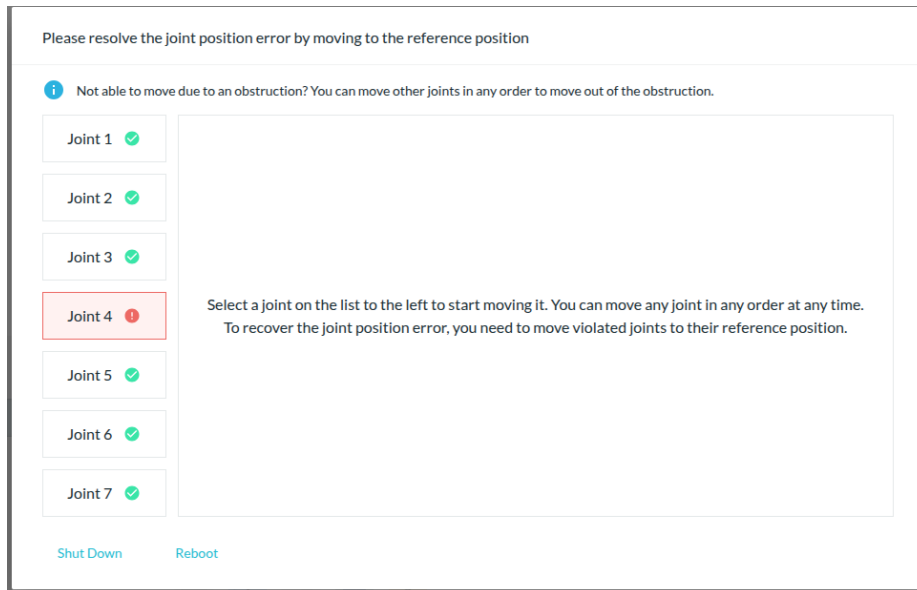 Please resolve the joint position error by moving to the reference position
Not able to move due to an obstruction? You can move other joints in any order to move out of the obstruction.
Joint 1
Joint 2
Joint 3
Joint 4
Joint 5
Joint 6
Joint 7
Select a joint on the list to the left to start moving it. You can move any joint in any order at any time.
To recover the joint position error, you need to move violated joints to their reference position.
Shut Down
Reboot